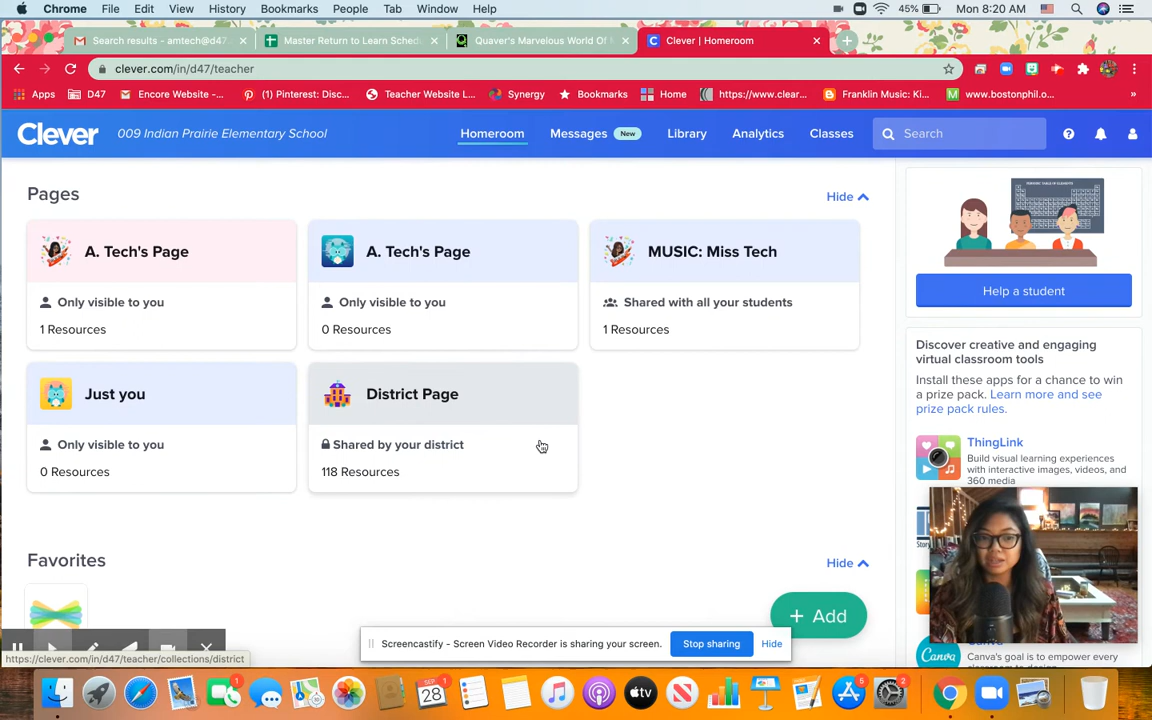 Chrome File Edit View History Bookmarks People Tab Window Help 45% Mon 8:20 AM
Search results - amtech@d47
Master Return to Learn Sched
Quaver's Marvelous World Of
Clever | Homeroom
clever.com/in/d47/teacher
Apps D47 Encore Website -... (1) Pinterest: Disc... Teacher Website L... Synergy Bookmarks Home https://www.clear... Franklin Music: Ki... www.bostonphil.o... »
Clever 009 Indian Prairie Elementary School Homeroom Messages New Library Analytics Classes Search
Pages
Hide
A. Tech's Page
Only visible to you
1 Resources
A. Tech's Page
Only visible to you
0 Resources
MUSIC: Miss Tech
Shared with all your students
1 Resources
Just you
Only visible to you
0 Resources
District Page
Shared by your district
118 Resources
Favorites
Hide
+ Add
Help a student
Discover creative and engaging
virtual classroom tools
Install these apps for a chance to win
a prize pack. Learn more and see
prize pack rules.
ThingLink
Build visual learning experiences
with interactive images, videos, and
360 media
Canva
Canva's goal is to empower every
Screencastify - Screen Video Recorder is sharing your screen. Stop sharing Hide
https://clever.com/in/d47/teacher/collections/district
SEP
28
1
tv
5
2